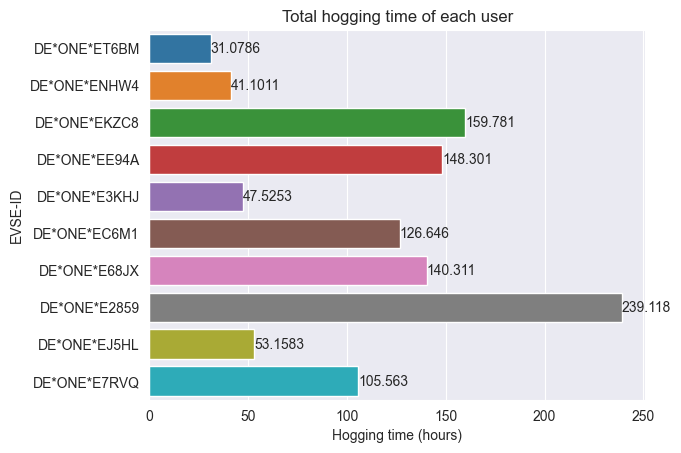 Total hogging time of each user
DE*ONE*ET6BM 31.0786
DE*ONE*ENHW4 41.1011
DE*ONE*EKZC8 159.781
DE*ONE*EE94A 148.301
DE*ONE*E3KHJ 47.5253
DE*ONE*EC6M1 126.646
DE*ONE*E68JX 140.311
DE*ONE*E2859 239.118
DE*ONE*EJ5HL 53.1583
DE*ONE*E7RVQ 105.563
EVSE-ID
0 50 100 150 200 250
Hogging time (hours)